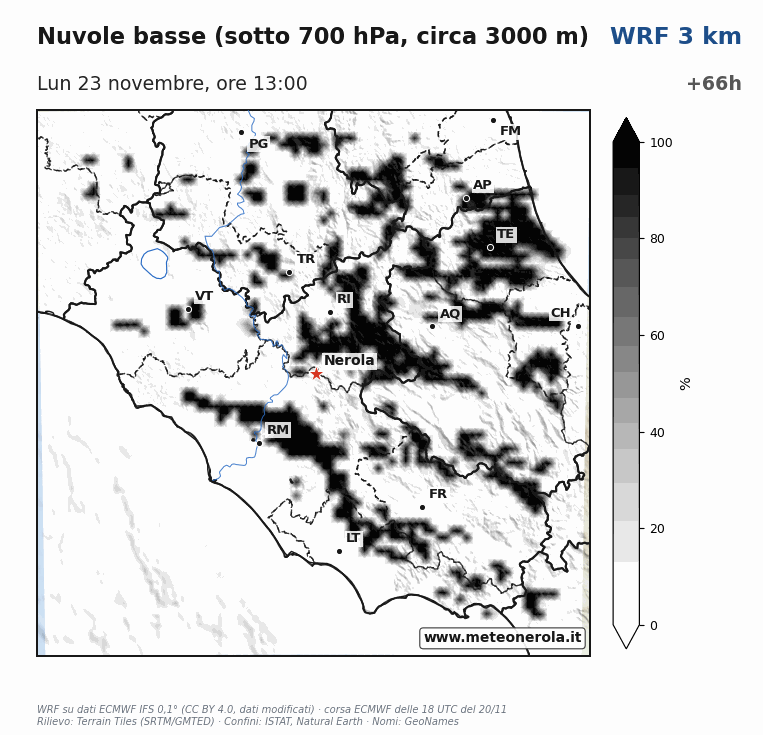 Nuvole basse (sotto 700 hPa, circa 3000 m) WRF 3 km
Lun 23 novembre, ore 13:00 +66h
FM
PG
AP
TE
TR
VT
RI
AQ
CH
Nerola
RM
FR
LT
100
80
60
40
20
0
%
www.meteonerola.it
WRF su dati ECMWF IFS 0,1° (CC BY 4.0, dati modificati) · corsa ECMWF delle 18 UTC del 20/11
Rilievo: Terrain Tiles (SRTM/GMTED) · Confini: ISTAT, Natural Earth · Nomi: GeoNames